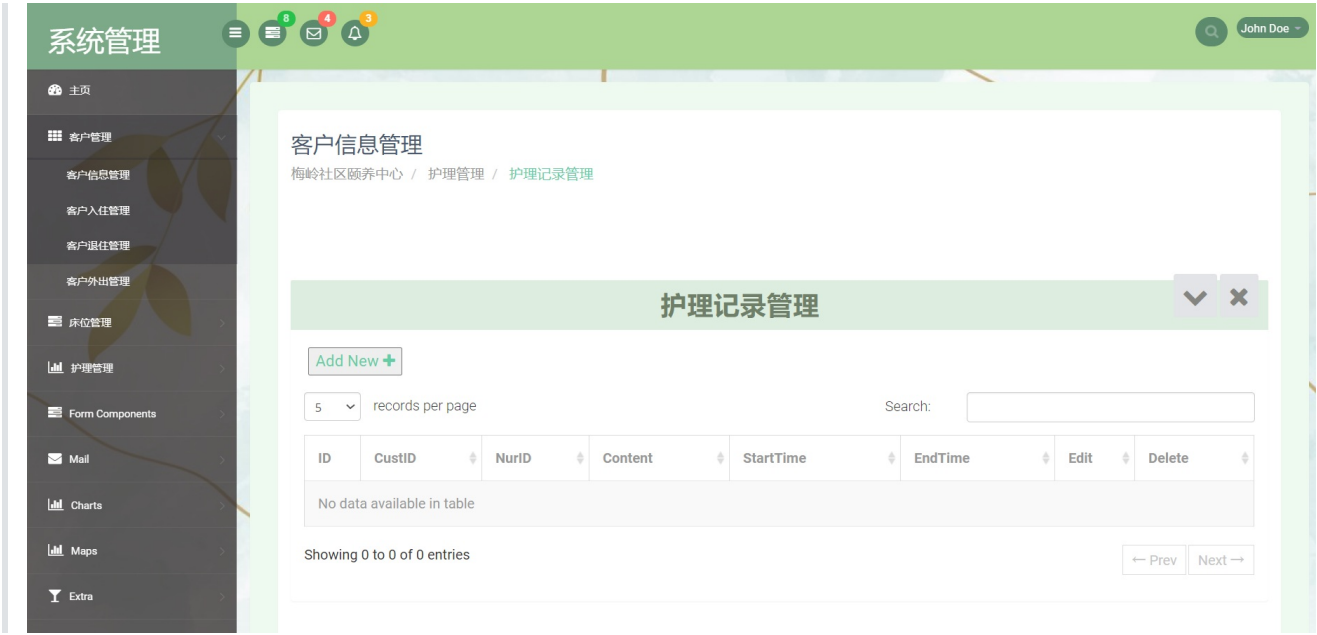 系统管理
8
4
3
John Doe
主页
客户管理
客户信息管理
客户入住管理
客户退住管理
客户外出管理
床位管理
护理管理
Form Components
Mail
Charts
Maps
Extra
客户信息管理
梅岭社区颐养中心 / 护理管理 / 护理记录管理
护理记录管理
Add New
5 records per page Search:
ID CustID NurID Content StartTime EndTime Edit Delete
No data available in table
Showing 0 to 0 of 0 entries
← Prev Next →